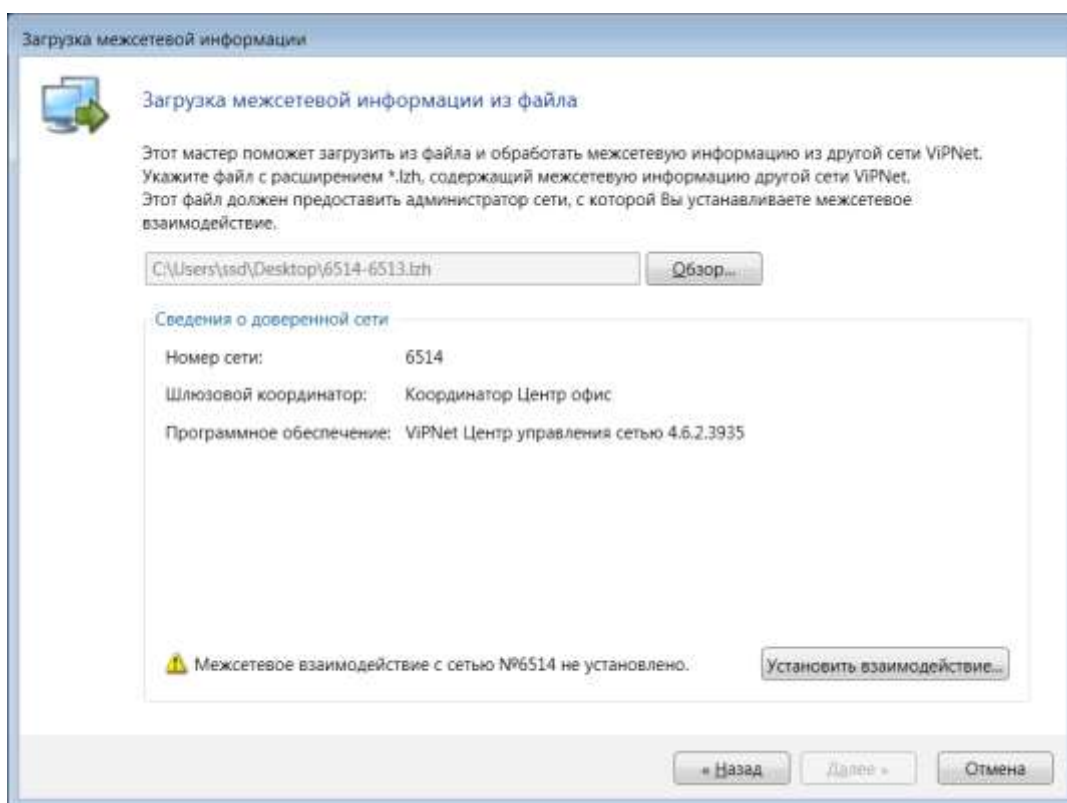 Загрузка межсетевой информации
Загрузка межсетевой информации из файла
Этот мастер поможет загрузить из файла и обработать межсетевую информацию из другой сети ViPNet.
Укажите файл с расширением *.lzh, содержащий межсетевую информацию другой сети ViPNet.
Этот файл должен предоставить администратор сети, с которой Вы устанавливаете межсетевое
взаимодействие.
C:\Users\ssd\Desktop\6514-6513.lzh Обзор...
Сведения о доверенной сети
Номер сети: 6514
Шлюзовой координатор: Координатор Центр офис
Программное обеспечение: ViPNet Центр управления сетью 4.6.2.3935
Межсетевое взаимодействие с сетью №6514 не установлено. Установить взаимодействие...
« Назад Далее » Отмена